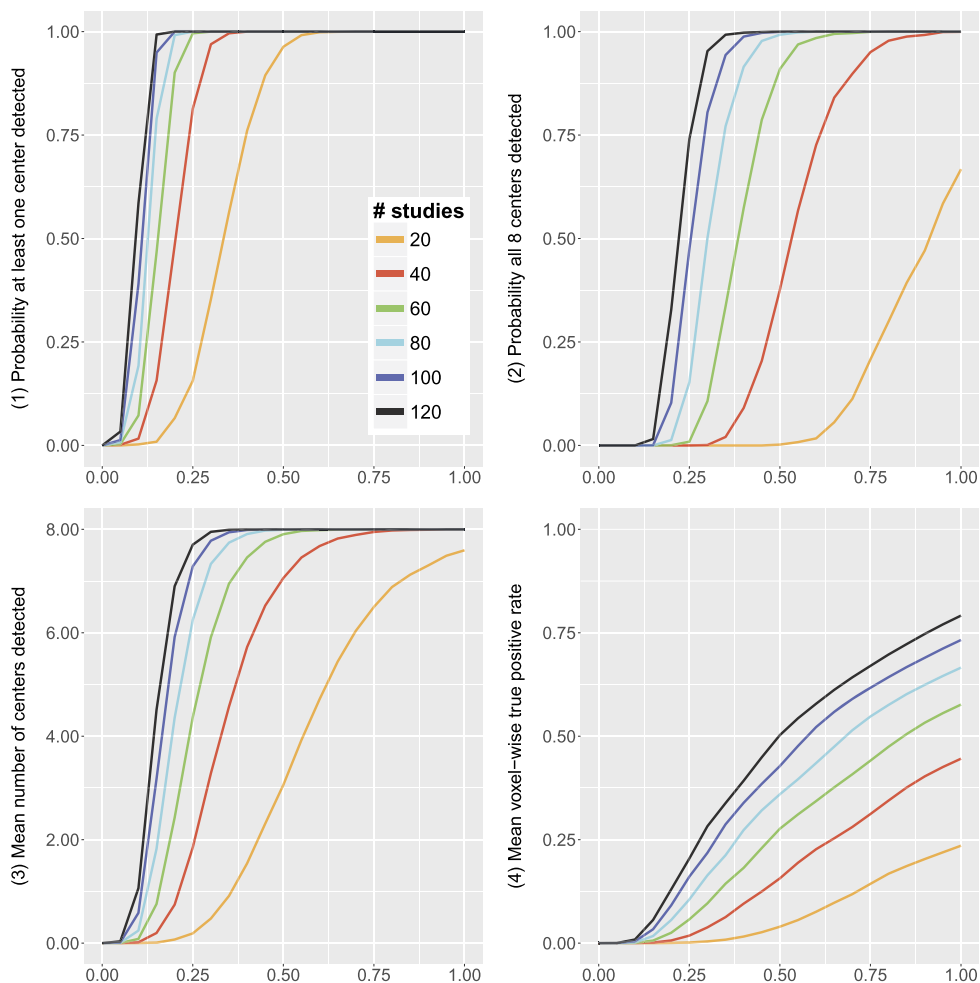 (1) Probability at least one center detected
1.00
0.75
0.50
0.25
0.00
0.00 0.25 0.50 0.75 1.00
# studies
20
40
60
80
100
120
(2) Probability all 8 centers detected
1.00
0.75
0.50
0.25
0.00
0.00 0.25 0.50 0.75 1.00
(3) Mean number of centers detected
8.00
6.00
4.00
2.00
0.00
0.00 0.25 0.50 0.75 1.00
(4) Mean voxel−wise true positive rate
1.00
0.75
0.50
0.25
0.00
0.00 0.25 0.50 0.75 1.00